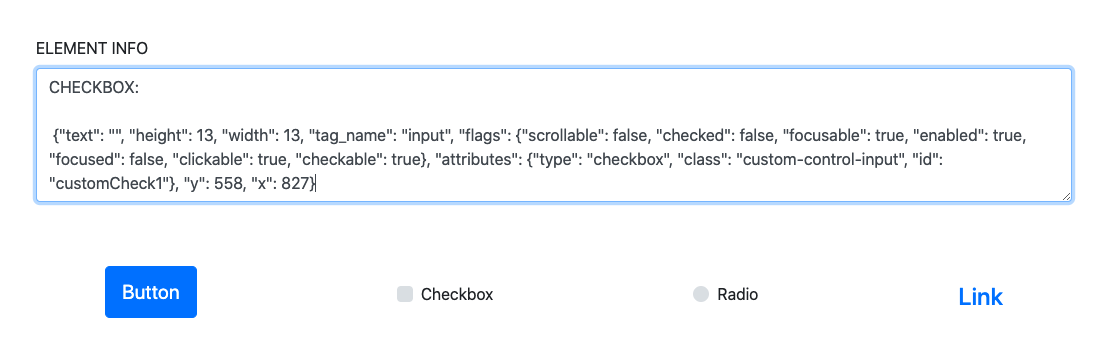 ELEMENT INFO
CHECKBOX:
{"text": "", "height": 13, "width": 13, "tag_name": "input", "flags": {"scrollable": false, "checked": false, "focusable": true, "enabled": true,
"focused": false, "clickable": true, "checkable": true}, "attributes": {"type": "checkbox", "class": "custom-control-input", "id":
"customCheck1"}, "y": 558, "x": 827}
Button
Checkbox
Radio
Link